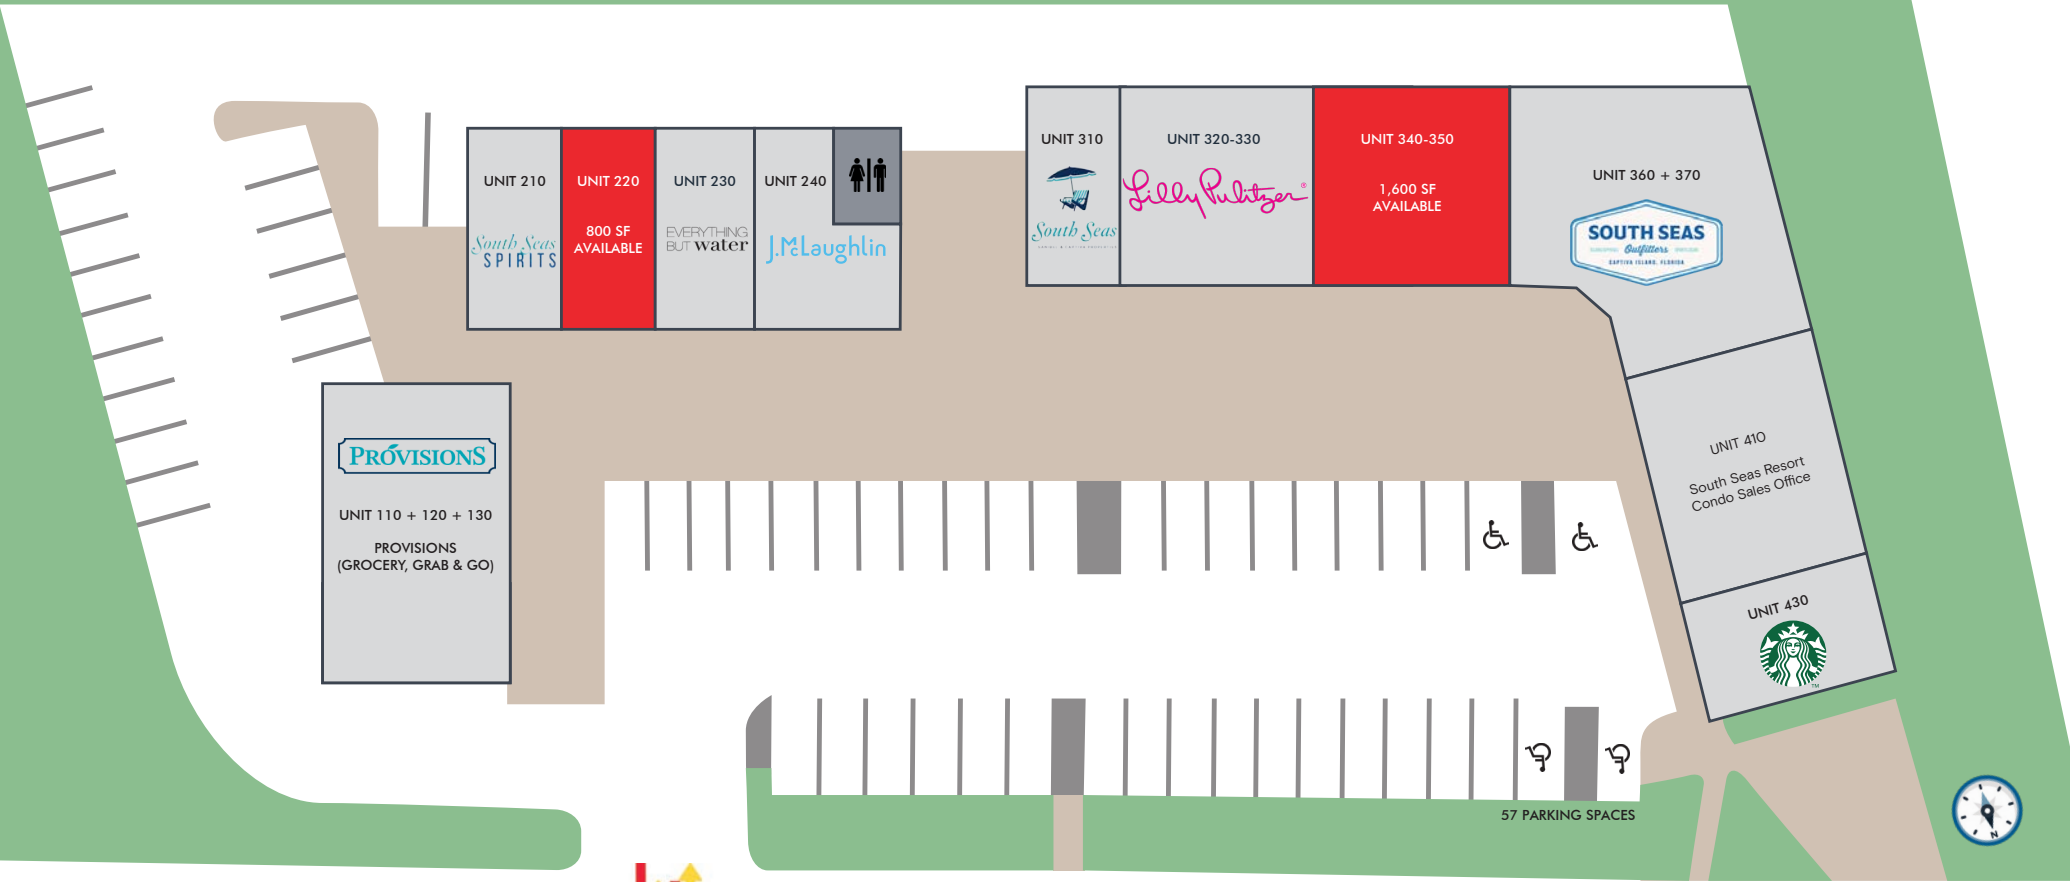 UNIT 210
South Seas
SPIRITS
UNIT 220
800 SF
AVAILABLE
UNIT 230
EVERYTHING
BUT water
UNIT 240
J.McLaughlin
UNIT 310
South Seas
UNIT 320-330
Lilly Pulitzer®
UNIT 340-350
1,600 SF
AVAILABLE
UNIT 360 + 370
SOUTH SEAS
Outfitters
CAPTIVA ISLAND, FLORIDA
PROVISIONS
UNIT 110 + 120 + 130
PROVISIONS
(GROCERY, GRAB & GO)
UNIT 410
South Seas Resort
Condo Sales Office
UNIT 430
TM
57 PARKING SPACES
N